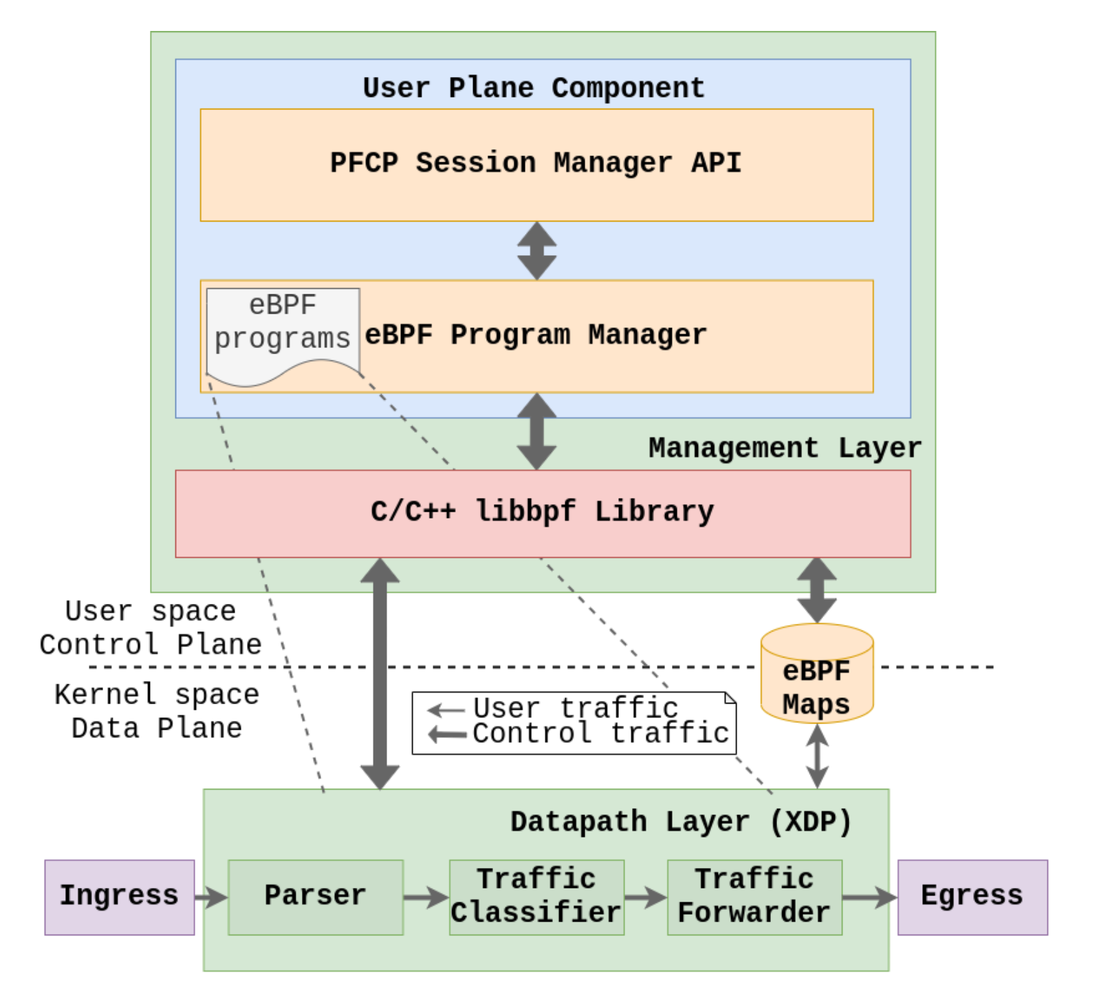 User Plane Component
PFCP Session Manager API
eBPF
programs
eBPF Program Manager
Management Layer
C/C++ libbpf Library
User space
Control Plane
Kernel space
Data Plane
eBPF
Maps
User traffic
Control traffic
Datapath Layer (XDP)
Ingress
Parser
Traffic
Classifier
Traffic
Forwarder
Egress